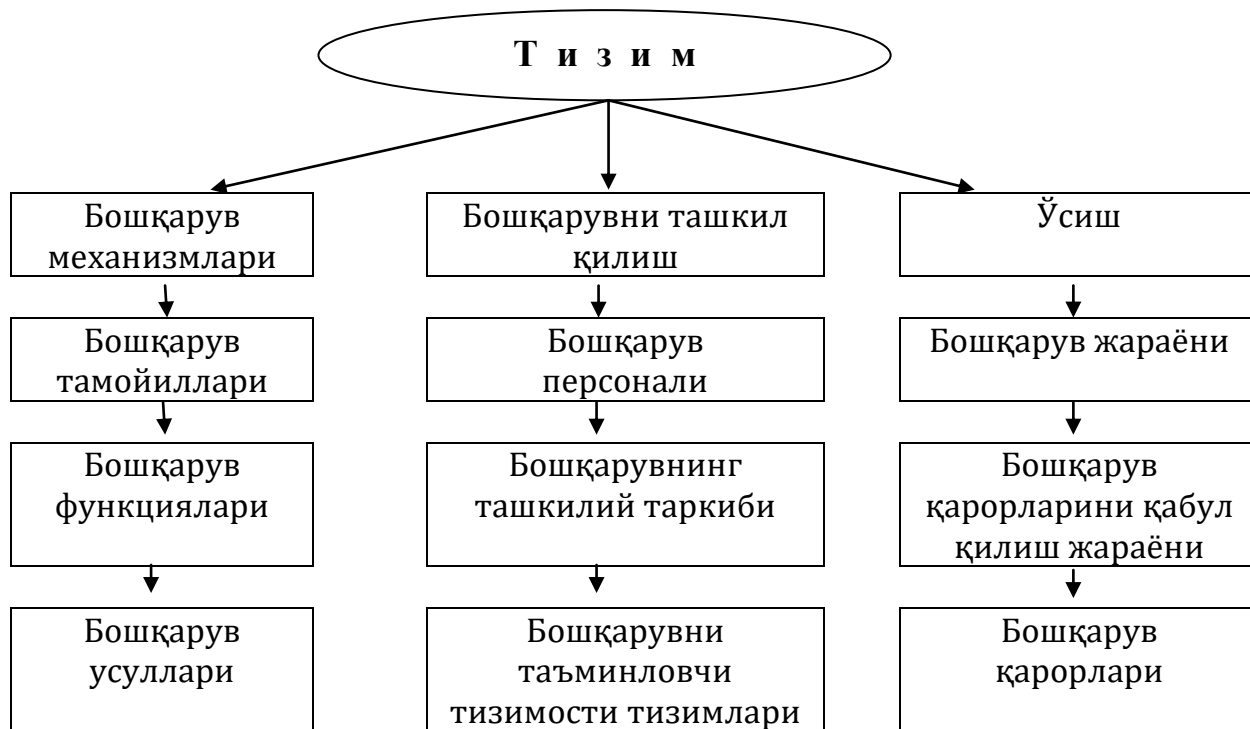 Т и з и м
Бошқарув
механизмлари
Бошқарувни ташкил
қилиш
Ўсиш
Бошқарув
тамойиллари
Бошқарув
персонали
Бошқарув жараёни
Бошқарув
функциялари
Бошқарувнинг
ташкилий таркиби
Бошқарув
қарорларини қабул
қилиш жараёни
Бошқарув
усуллари
Бошқарувни
таъминловчи
тизимости тизимлари
Бошқарув
қарорлари